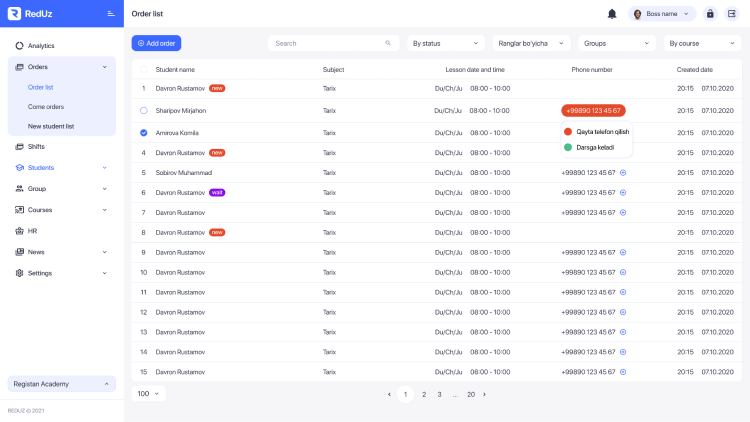 RedUz
Order list
Boss name
Analytics
Orders
Order list
Come orders
New student list
Shifts
Students
Group
Courses
HR
News
Settings
Registan Academy
REDUZ © 2021
Add order
Search
By status
Ranglar bo'yicha
Groups
By course
Student name Subject Lesson date and time Phone number Created date
1 Davron Rustamov new Tarix Du/Ch/Ju 08:00 - 10:00 20:15 07.10.2020
Sharipov Mirjahon Tarix Du/Ch/Ju 08:00 - 10:00 +99890 123 45 67 20:15 07.10.2020
Amirova Komila Tarix Du/Ch/Ju 08:00 - 10:00 Qayta telefon qilish 20:15 07.10.2020
Darsga keladi
4 Davron Rustamov new Tarix Du/Ch/Ju 08:00 - 10:00 20:15 07.10.2020
5 Sobirov Muhammad Tarix Du/Ch/Ju 08:00 - 10:00 +99890 123 45 67 20:15 07.10.2020
6 Davron Rustamov wait Tarix Du/Ch/Ju 08:00 - 10:00 +99890 123 45 67 20:15 07.10.2020
7 Davron Rustamov Tarix Du/Ch/Ju 08:00 - 10:00 +99890 123 45 67 20:15 07.10.2020
8 Davron Rustamov new Tarix Du/Ch/Ju 08:00 - 10:00 20:15 07.10.2020
9 Davron Rustamov Tarix Du/Ch/Ju 08:00 - 10:00 +99890 123 45 67 20:15 07.10.2020
10 Davron Rustamov Tarix Du/Ch/Ju 08:00 - 10:00 +99890 123 45 67 20:15 07.10.2020
11 Davron Rustamov Tarix Du/Ch/Ju 08:00 - 10:00 +99890 123 45 67 20:15 07.10.2020
12 Davron Rustamov Tarix Du/Ch/Ju 08:00 - 10:00 +99890 123 45 67 20:15 07.10.2020
13 Davron Rustamov Tarix Du/Ch/Ju 08:00 - 10:00 +99890 123 45 67 20:15 07.10.2020
14 Davron Rustamov Tarix Du/Ch/Ju 08:00 - 10:00 +99890 123 45 67 20:15 07.10.2020
15 Davron Rustamov Tarix Du/Ch/Ju 08:00 - 10:00 +99890 123 45 67 20:15 07.10.2020
100
1 2 3 ... 20